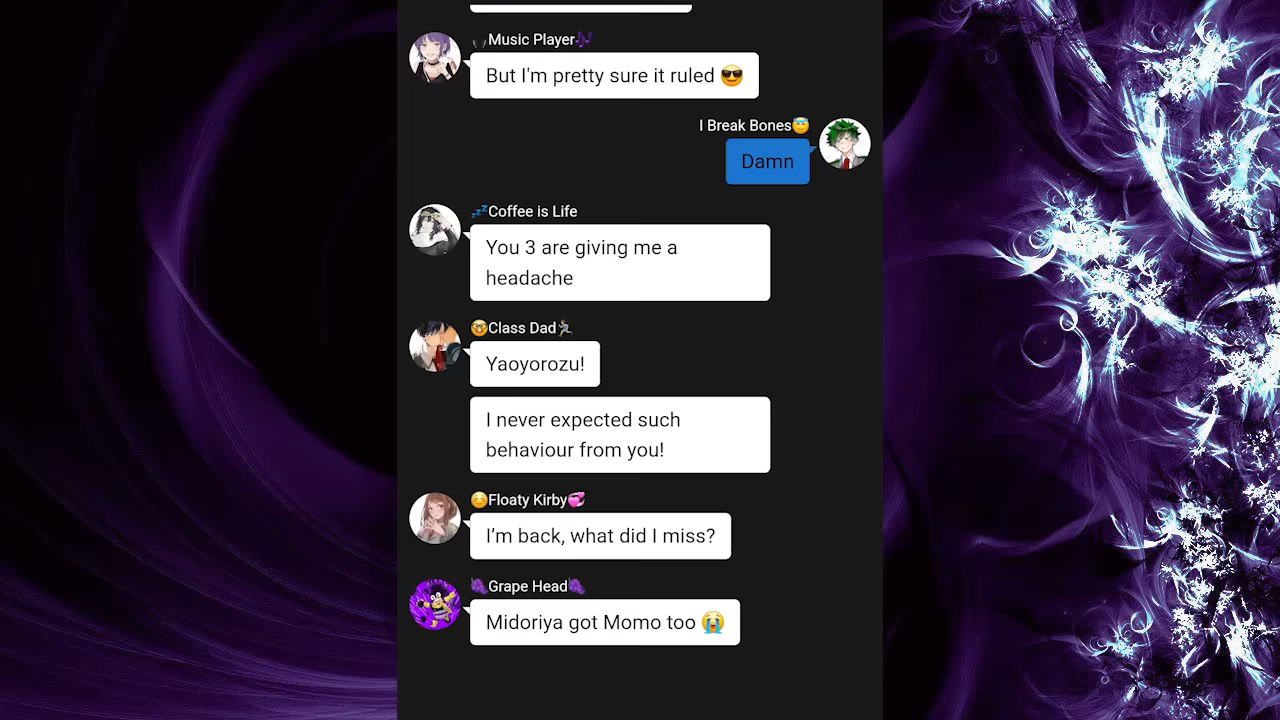 Music Player🎶
But I'm pretty sure it ruled 😎
I Break Bones😇
Damn
💤Coffee is Life
You 3 are giving me a
headache
🤓Class Dad🏃
Yaoyorozu!
I never expected such
behaviour from you!
☺️Floaty Kirby💞
I’m back, what did I miss?
🍇Grape Head🍇
Midoriya got Momo too 😭